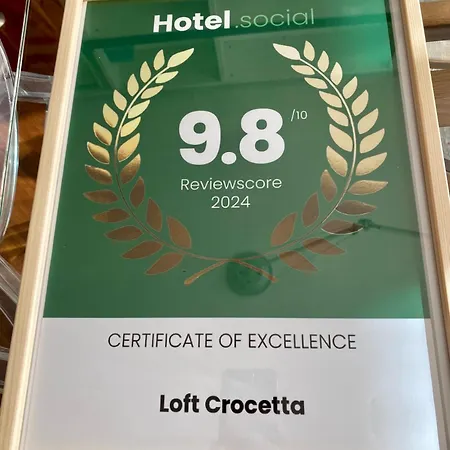 Hotel.social
9.8/10
Reviewscore
2024
CERTIFICATE OF EXCELLENCE
Loft Crocetta